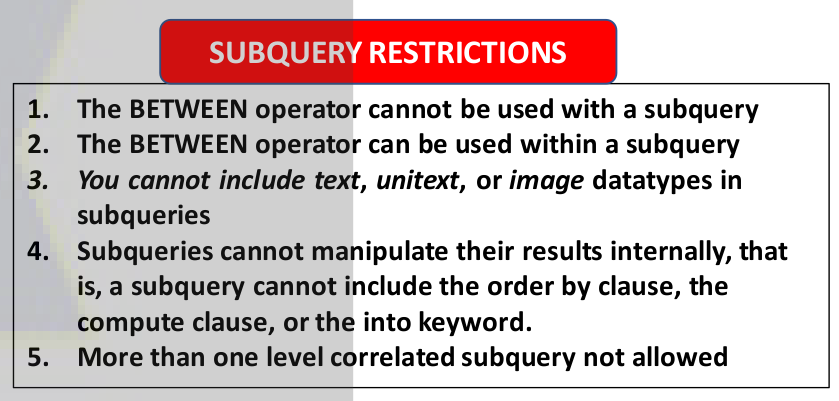 SUBQUERY RESTRICTIONS
1. The BETWEEN operator cannot be used with a subquery
2. The BETWEEN operator can be used within a subquery
3. You cannot include text, unitext, or image datatypes in
subqueries
4. Subqueries cannot manipulate their results internally, that
is, a subquery cannot include the order by clause, the
compute clause, or the into keyword.
5. More than one level correlated subquery not allowed